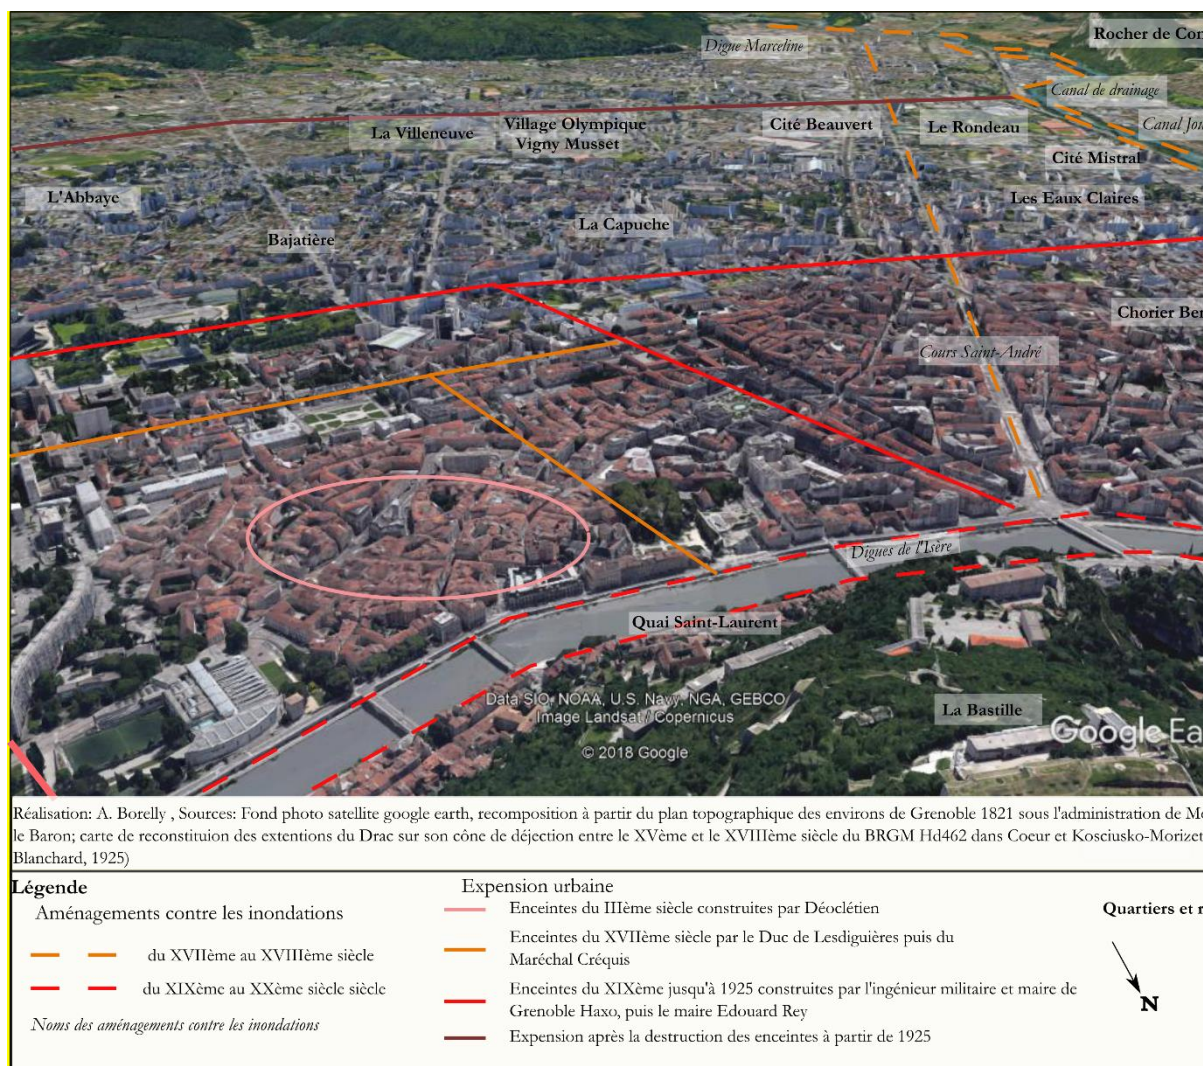 Digue Marceline
Rocher de Con
Canal de drainage
Canal Jou
La Villeneuve
Village Olympique
Vigny Musset
Cité Beauvert
Le Rondeau
Cité Mistral
L'Abbaye
Les Eaux Claires
Bajatière
La Capuche
Chorier Ber
Cours Saint-André
Digues de l'Isère
Quai Saint-Laurent
Data SIO, NOAA, U.S. Navy, NGA, GEBCO
Image Landsat / Copernicus
© 2018 Google
La Bastille
Google Ea
Réalisation: A. Borelly , Sources: Fond photo satellite google earth, recomposition à partir du plan topographique des environs de Grenoble 1821 sous l'administration de Mo
le Baron; carte de reconstituion des extentions du Drac sur son cône de déjection entre le XVème et le XVIIIème siècle du BRGM Hd462 dans Coeur et Kosciusko-Morizet
Blanchard, 1925)
Légende
Aménagements contre les inondations
du XVIIème au XVIIIème siècle
du XIXème au XXème siècle siècle
Noms des aménagements contre les inondations
Expension urbaine
Enceintes du IIIème siècle construites par Déoclétien
Enceintes du XVIIème siècle par le Duc de Lesdiguières puis du
Maréchal Créquis
Enceintes du XIXème jusqu'à 1925 construites par l'ingénieur militaire et maire de
Grenoble Haxo, puis le maire Edouard Rey
Expension après la destruction des enceintes à partir de 1925
Quartiers et r
N